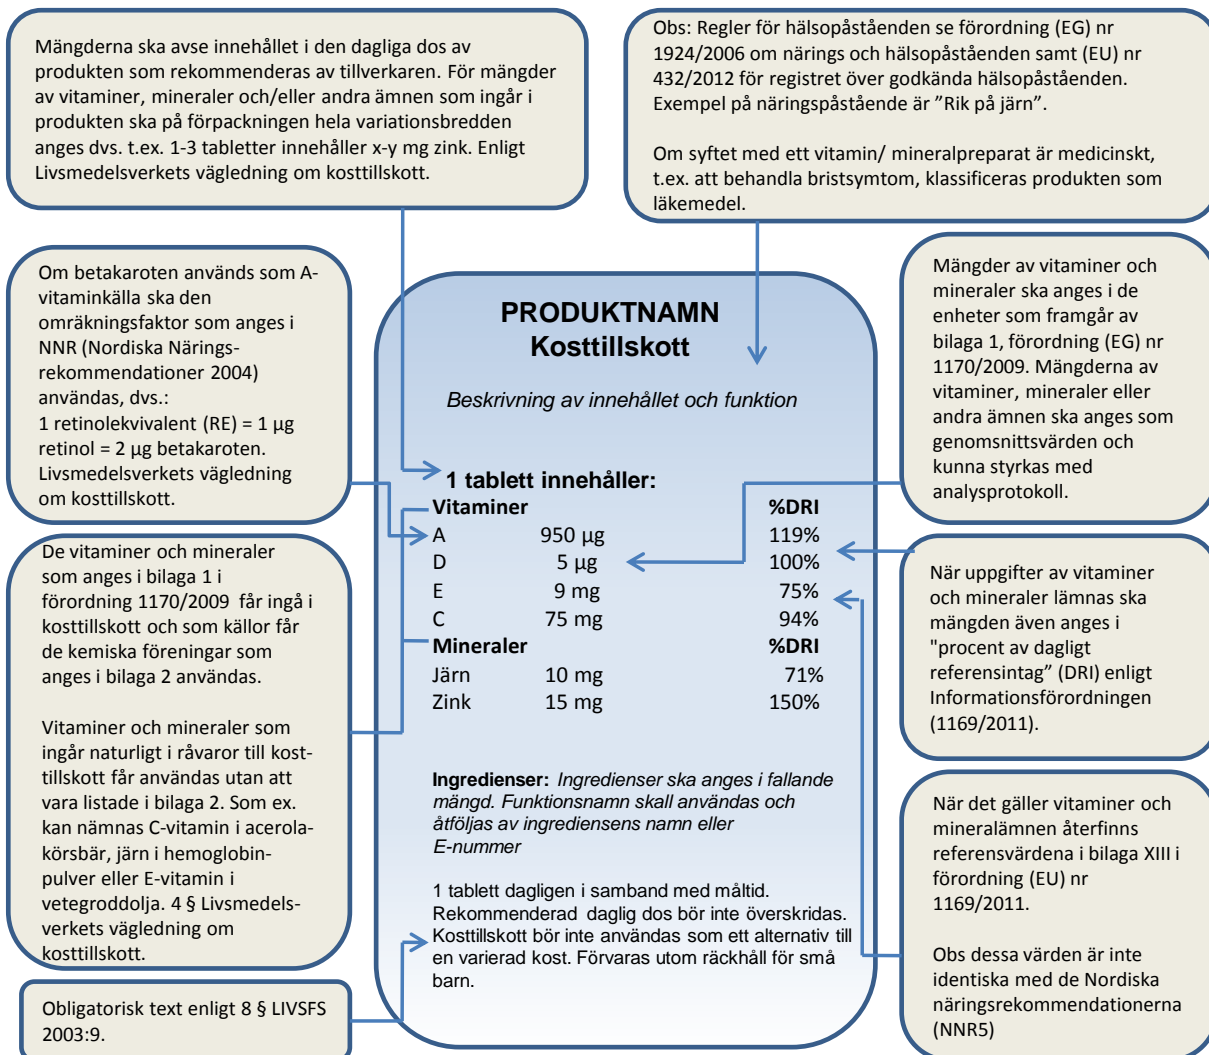 Mängderna ska avse innehållet i den dagliga dos av
produkten som rekommenderas av tillverkaren. För mängder
av vitaminer, mineraler och/eller andra ämnen som ingår i
produkten ska på förpackningen hela variationsbredden
anges dvs. t.ex. 1-3 tabletter innehåller x-y mg zink. Enligt
Livsmedelsverkets vägledning om kosttillskott.
Obs: Regler för hälsopåståenden se förordning (EG) nr
1924/2006 om närings och hälsopåståenden samt (EU) nr
432/2012 för registret över godkända hälsopåståenden.
Exempel på näringspåstående är ”Rik på järn”.
Om syftet med ett vitamin/ mineralpreparat är medicinskt,
t.ex. att behandla bristsymtom, klassificeras produkten som
läkemedel.
Om betakaroten används som A-
vitaminkälla ska den
omräkningsfaktor som anges i
NNR (Nordiska Närings-
rekommendationer 2004)
användas, dvs.:
1 retinolekvivalent (RE) = 1 µg
retinol = 2 µg betakaroten.
Livsmedelsverkets vägledning
om kosttillskott.
De vitaminer och mineraler
som anges i bilaga 1 i
förordning 1170/2009 får ingå i
kosttillskott och som källor får
de kemiska föreningar som
anges i bilaga 2 användas.
Vitaminer och mineraler som
ingår naturligt i råvaror till kost-
tillskott får användas utan att
vara listade i bilaga 2. Som ex.
kan nämnas C-vitamin i acerola-
körsbär, järn i hemoglobin-
pulver eller E-vitamin i
vetegroddolja. 4 § Livsmedels-
verkets vägledning om
kosttillskott.
Obligatorisk text enligt 8 § LIVSFS
2003:9.
PRODUKTNAMN
Kosttillskott
Beskrivning av innehållet och funktion
1 tablett innehåller:
Vitaminer %DRI
A 950 µg 119%
D 5 µg 100%
E 9 mg 75%
C 75 mg 94%
Mineraler %DRI
Järn 10 mg 71%
Zink 15 mg 150%
Ingredienser: Ingredienser ska anges i fallande
mängd. Funktionsnamn skall användas och
åtföljas av ingrediensens namn eller
E-nummer
1 tablett dagligen i samband med måltid.
Rekommenderad daglig dos bör inte överskridas.
Kosttillskott bör inte användas som ett alternativ till
en varierad kost. Förvaras utom räckhåll för små
barn.
Mängder av vitaminer och
mineraler ska anges i de
enheter som framgår av
bilaga 1, förordning (EG) nr
1170/2009. Mängderna av
vitaminer, mineraler eller
andra ämnen ska anges som
genomsnittsvärden och
kunna styrkas med
analysprotokoll.
När uppgifter av vitaminer
och mineraler lämnas ska
mängden även anges i
"procent av dagligt
referensintag” (DRI) enligt
Informationsförordningen
(1169/2011).
När det gäller vitaminer och
mineralämnen återfinns
referensvärdena i bilaga XIII i
förordning (EU) nr
1169/2011.
Obs dessa värden är inte
identiska med de Nordiska
näringsrekommendationerna
(NNR5)